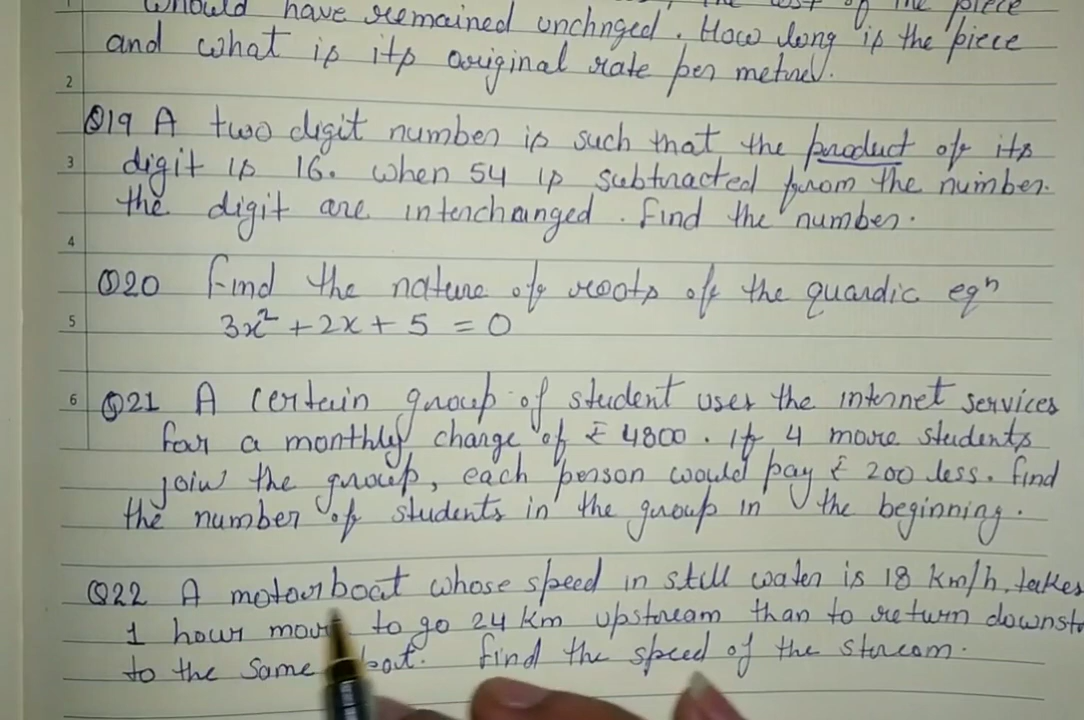 have remained unchnged. How long is the piece
and what is its original rate per metre.
2
Q19 A two digit number is such that the product of its
3 digit is 16. when 54 is subtracted from the number.
the digit are interchanged. Find the number.
4
Q20 Find the nature of roots of the quardic eqⁿ
5 3x² + 2x + 5 = 0
6 Q21 A certain group of student uses the internet services
for a monthly charge of ₹ 4800. If 4 more students
join the group, each person would pay ₹ 200 less. find
the number of students in the group in the beginning.
Q22 A motorboat whose speed in still water is 18 km/h. takes
1 hour more to go 24 km upstream than to return downst
to the same find the speed of the stream.